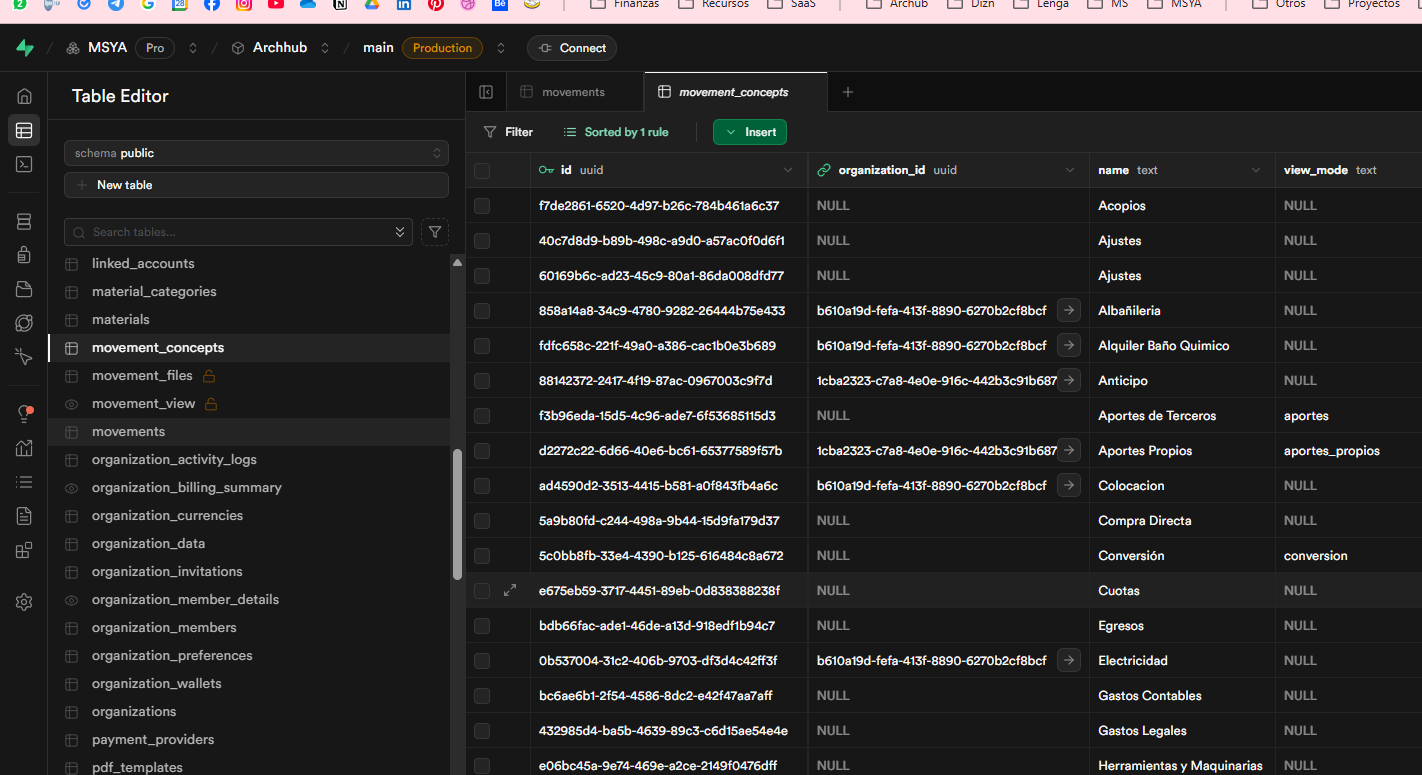 28
Finanzas Recursos SaaS Archub Dizn Lenga MS MSYA Otros Proyectos
MSYA Pro Archhub main Production Connect
Table Editor
movements
movement_concepts
schema public
New table
Search tables...
linked_accounts
material_categories
materials
movement_concepts
movement_files
movement_view
movements
organization_activity_logs
organization_billing_summary
organization_currencies
organization_data
organization_invitations
organization_member_details
organization_members
organization_preferences
organization_wallets
organizations
payment_providers
pdf_templates
Filter Sorted by 1 rule Insert
id uuid organization_id uuid name text view_mode text
f7de2861-6520-4d97-b26c-784b461a6c37 NULL Acopios NULL
40c7d8d9-b89b-498c-a9d0-a57ac0f0d6f1 NULL Ajustes NULL
60169b6c-ad23-45c9-80a1-86da008dfd77 NULL Ajustes NULL
858a14a8-34c9-4780-9282-26444b75e433 b610a19d-fefa-413f-8890-6270b2cf8bcf Albañileria NULL
fdfc658c-221f-49a0-a386-cac1b0e3b689 b610a19d-fefa-413f-8890-6270b2cf8bcf Alquiler Baño Quimico NULL
88142372-2417-4f19-87ac-0967003c9f7d 1cba2323-c7a8-4e0e-916c-442b3c91b687 Anticipo NULL
f3b96eda-15d5-4c96-ade7-6f53685115d3 NULL Aportes de Terceros aportes
d2272c22-6d66-40e6-bc61-65377589f57b 1cba2323-c7a8-4e0e-916c-442b3c91b687 Aportes Propios aportes_propios
ad4590d2-3513-4415-b581-a0f843fb4a6c b610a19d-fefa-413f-8890-6270b2cf8bcf Colocacion NULL
5a9b80fd-c244-498a-9b44-15d9fa179d37 NULL Compra Directa NULL
5c0bb8fb-33e4-4390-b125-616484c8a672 NULL Conversión conversion
e675eb59-3717-4451-89eb-0d838388238f NULL Cuotas NULL
bdb66fac-ade1-46de-a13d-918edf1b94c7 NULL Egresos NULL
0b537004-31c2-406b-9703-df3d4c42ff3f b610a19d-fefa-413f-8890-6270b2cf8bcf Electricidad NULL
bc6ae6b1-2f54-4586-8dc2-e42f47aa7aff NULL Gastos Contables NULL
432985d4-ba5b-4639-89c3-c6d15ae54e4e NULL Gastos Legales NULL
e06bc45a-9e74-469e-a2ce-2149f0476dff NULL Herramientas y Maquinarias NULL